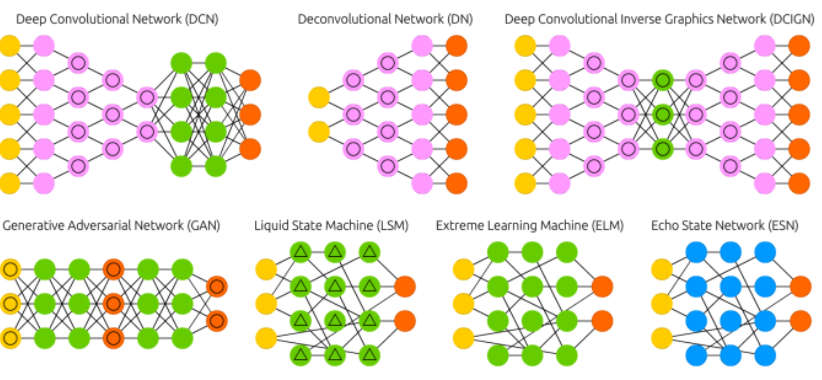 Deep Convolutional Network (DCN)
Deconvolutional Network (DN)
Deep Convolutional Inverse Graphics Network (DCIGN)
Generative Adversarial Network (GAN)
Liquid State Machine (LSM)
Extreme Learning Machine (ELM)
Echo State Network (ESN)